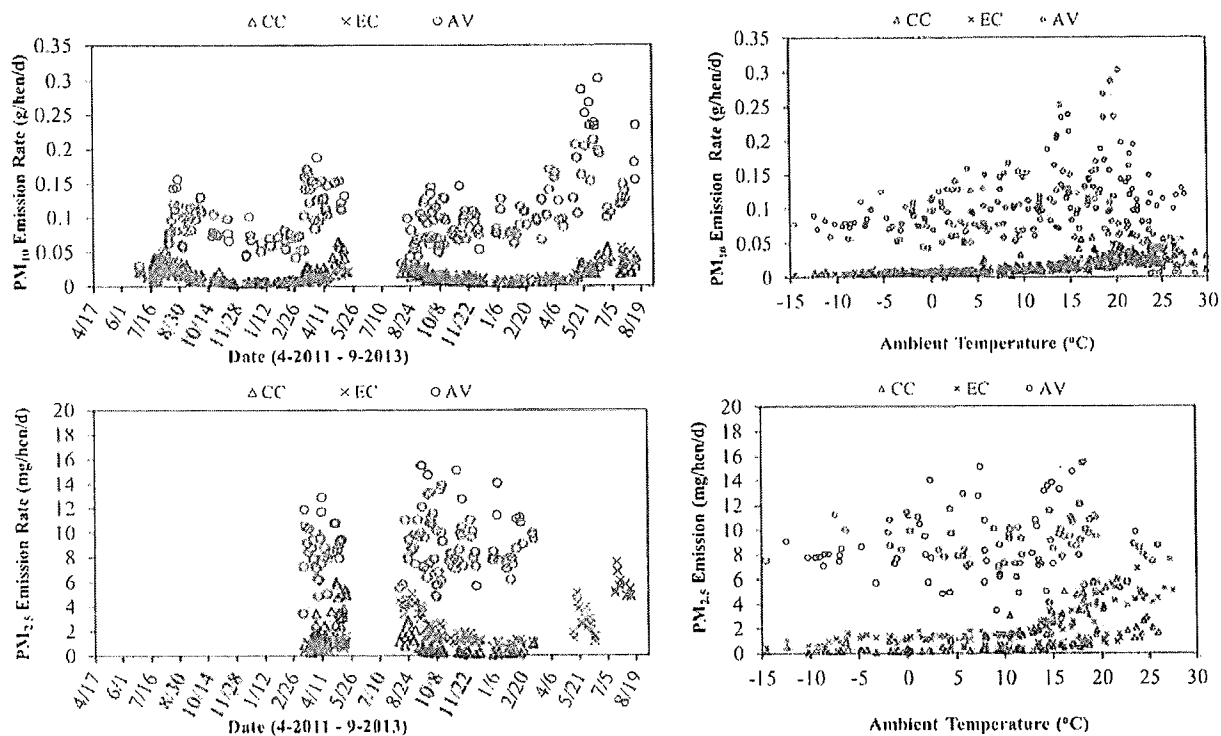 △ CC × EC ○ AV
PM10 Emission Rate (g/hen/d)
0.35
0.3
0.25
0.2
0.15
0.1
0.05
0
4/17 6/1 7/16 8/30 10/14 11/28 1/12 2/26 4/11 5/26 7/10 8/24 10/8 11/22 1/6 2/20 4/6 5/21 7/5 8/19
Date (4-2011 - 9-2013)
△ CC × EC ○ AV
PM10 Emission Rate (g/hen/d)
0.35
0.3
0.25
0.2
0.15
0.1
0.05
0
-15 -10 -5 0 5 10 15 20 25 30
Ambient Temperature (°C)
△ CC × EC ○ AV
PM2.5 Emission Rate (mg/hen/d)
20
18
16
14
12
10
8
6
4
2
0
4/17 6/1 7/16 8/30 10/14 11/28 1/12 2/26 4/11 5/26 7/10 8/24 10/8 11/22 1/6 2/20 4/6 5/21 7/5 8/19
Date (4-2011 - 9-2013)
△ CC × EC ○ AV
PM2.5 Emission (mg/hen/d)
20
18
16
14
12
10
8
6
4
2
0
-15 -10 -5 0 5 10 15 20 25 30
Ambient Temperature (°C)